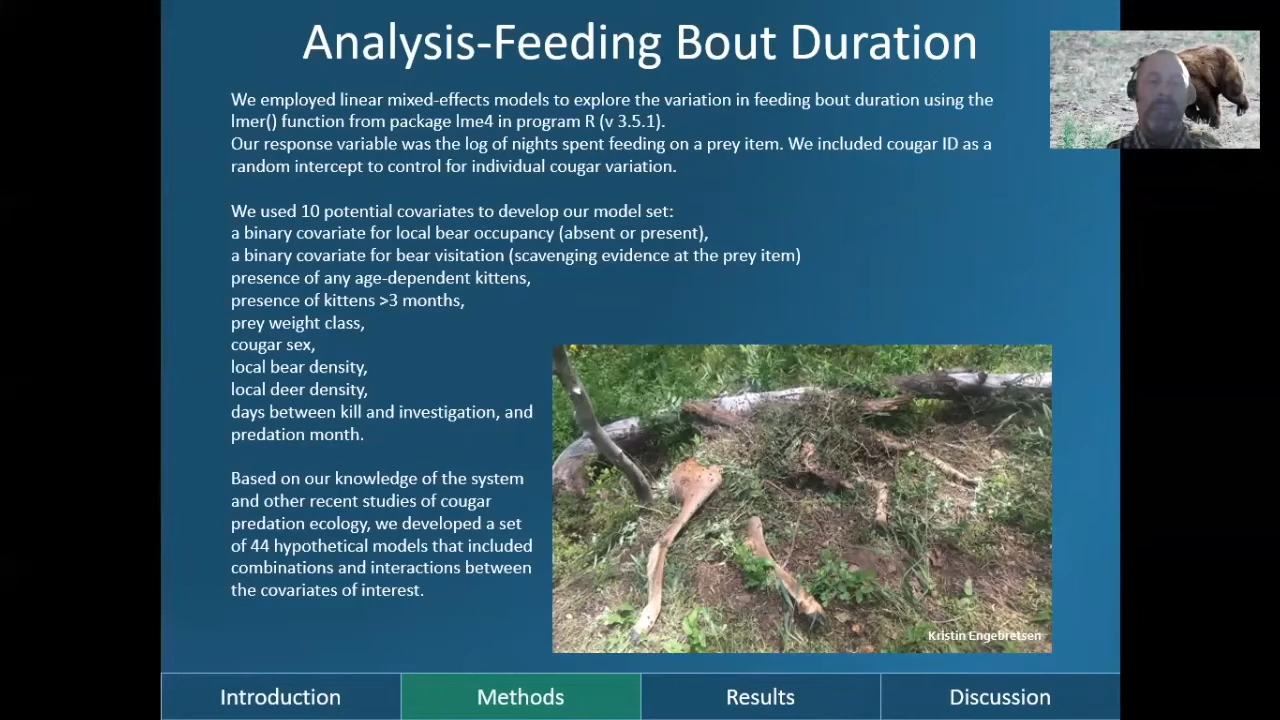 Analysis-Feeding Bout Duration
We employed linear mixed-effects models to explore the variation in feeding bout duration using the
lmer() function from package lme4 in program R (v 3.5.1).
Our response variable was the log of nights spent feeding on a prey item. We included cougar ID as a
random intercept to control for individual cougar variation.
We used 10 potential covariates to develop our model set:
a binary covariate for local bear occupancy (absent or present),
a binary covariate for bear visitation (scavenging evidence at the prey item)
presence of any age-dependent kittens,
presence of kittens >3 months,
prey weight class,
cougar sex,
local bear density,
local deer density,
days between kill and investigation, and
predation month.
Based on our knowledge of the system
and other recent studies of cougar
predation ecology, we developed a set
of 44 hypothetical models that included
combinations and interactions between
the covariates of interest.
Kristin Engebretsen
Introduction
Methods
Results
Discussion